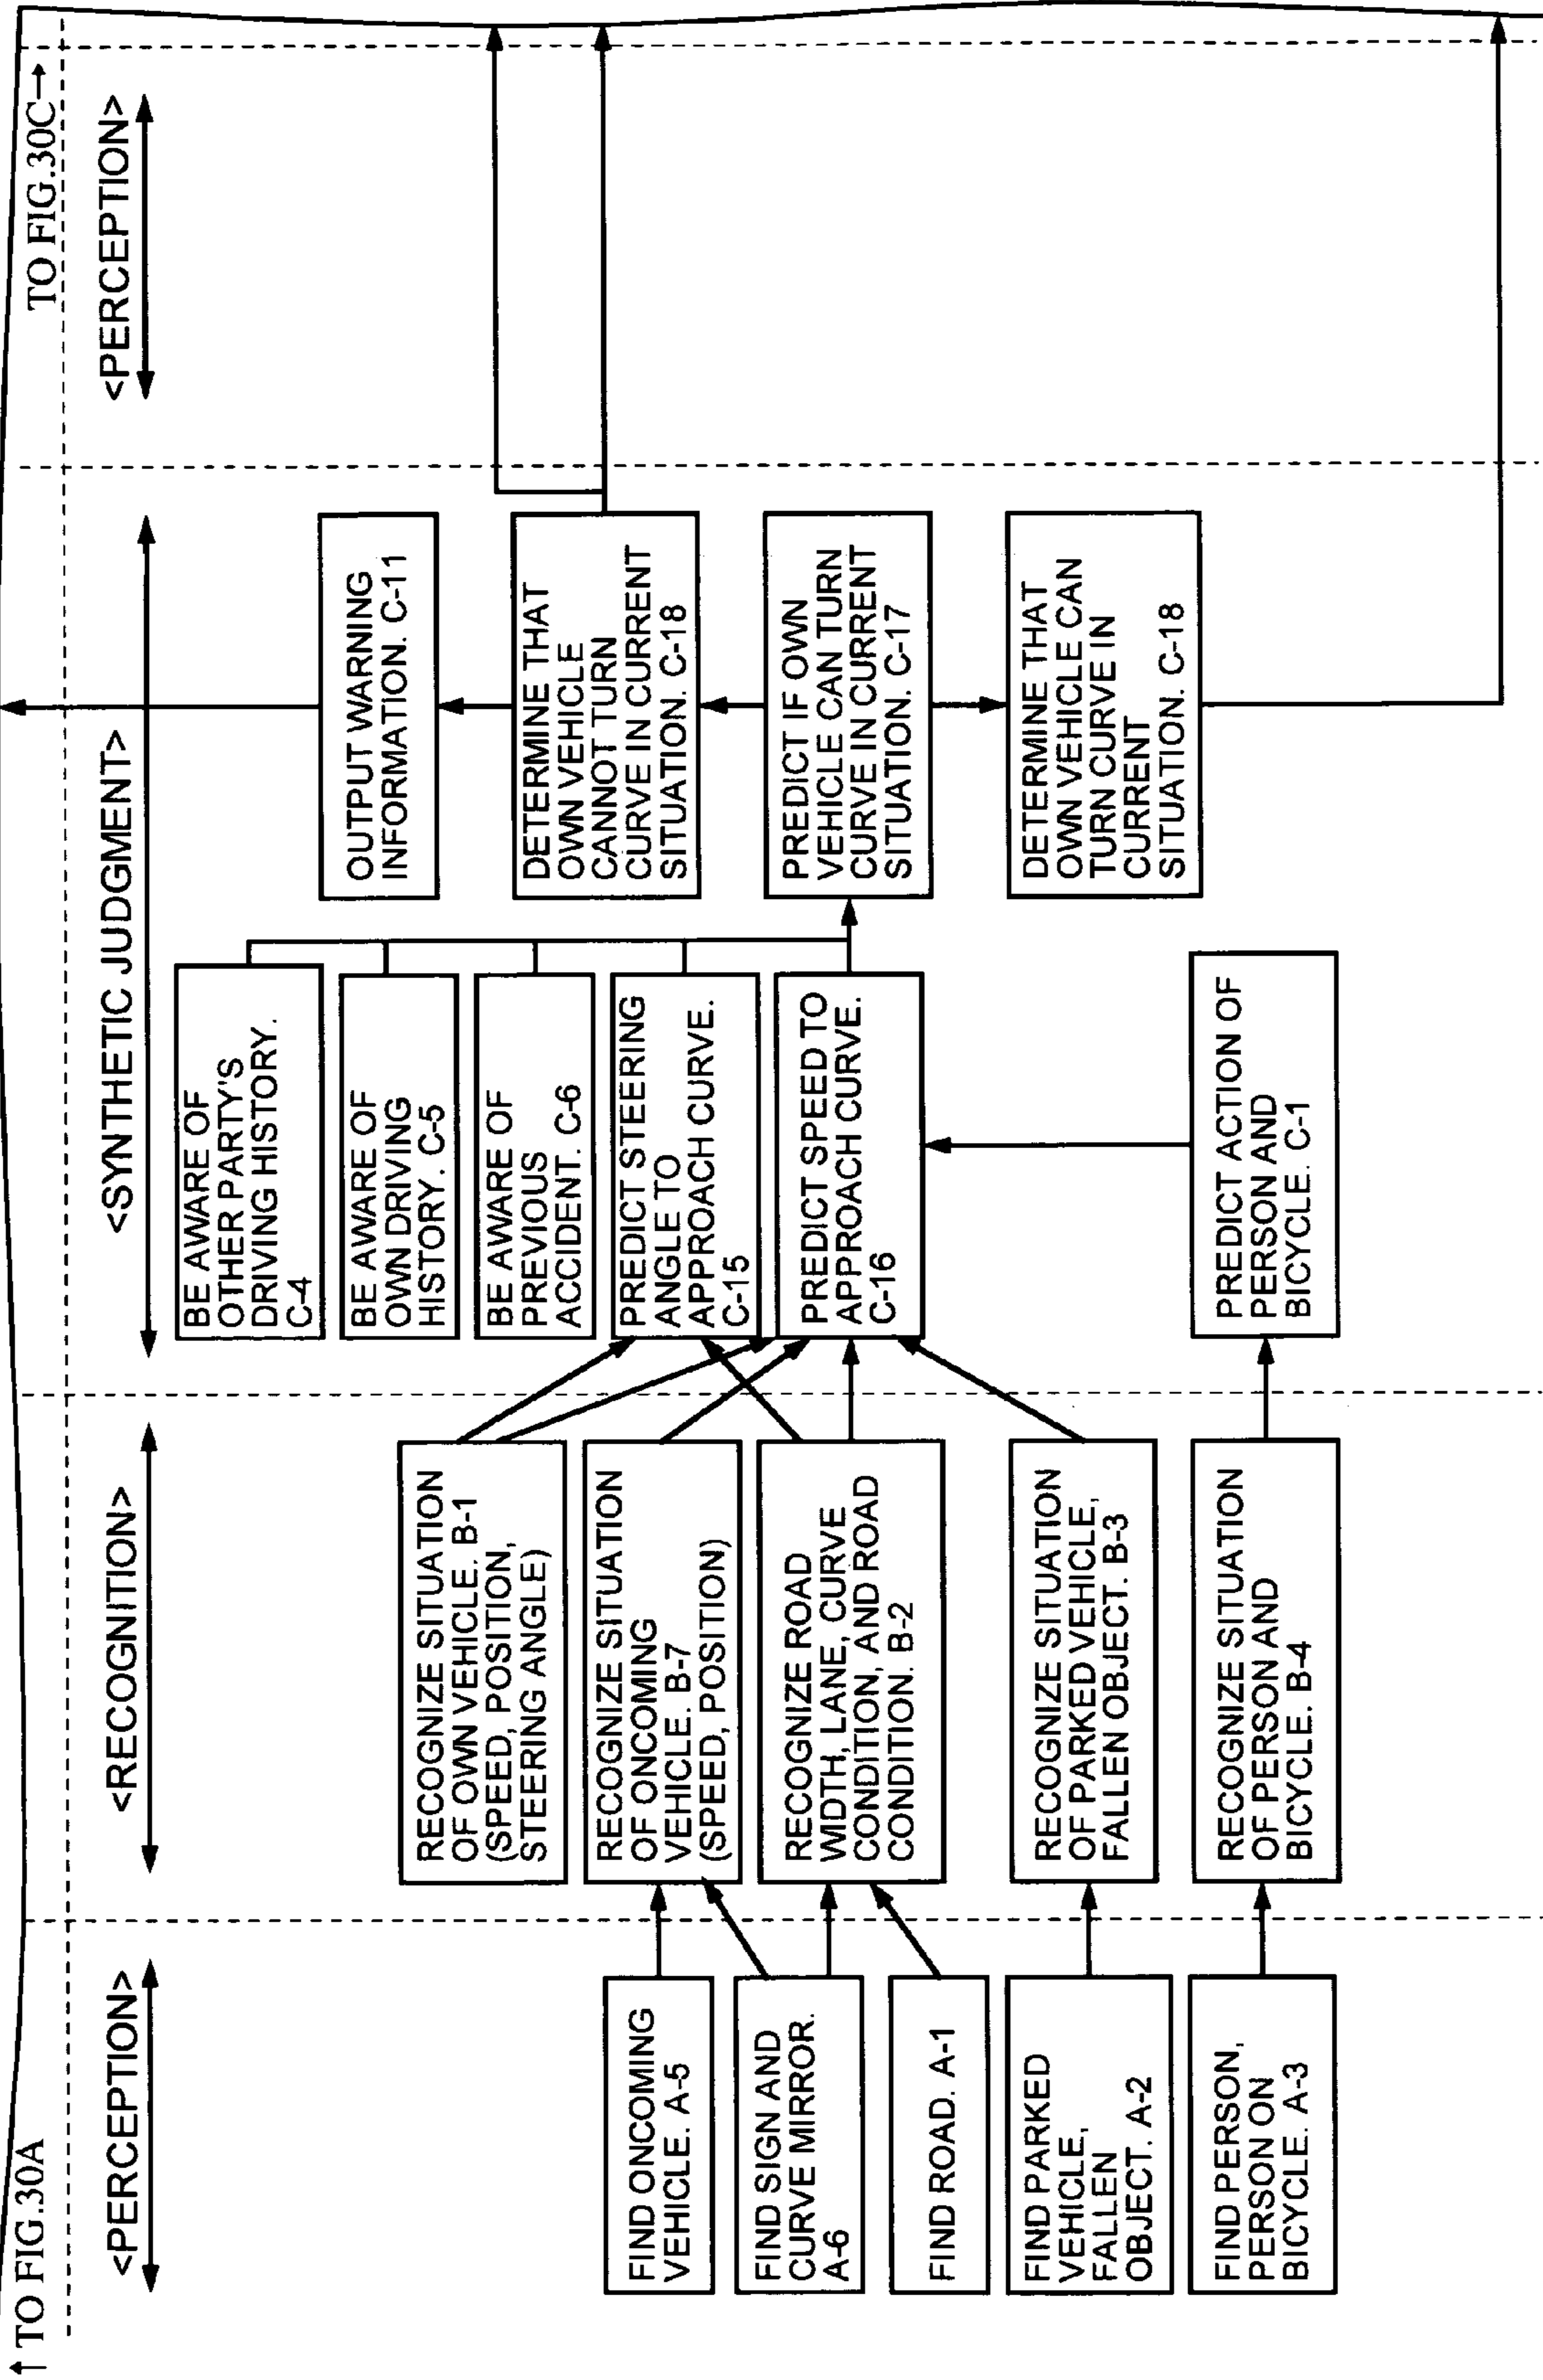 ↑ TO FIG.30A
TO FIG.30C→
<PERCEPTION>
<RECOGNITION>
<SYNTHETIC JUDGMENT>
<PERCEPTION>
FIND ONCOMING
VEHICLE. A-5
FIND SIGN AND
CURVE MIRROR.
A-6
FIND ROAD. A-1
FIND PARKED
VEHICLE,
FALLEN
OBJECT. A-2
FIND PERSON,
PERSON ON
BICYCLE. A-3
RECOGNIZE SITUATION
OF OWN VEHICLE. B-1
(SPEED, POSITION,
STEERING ANGLE)
RECOGNIZE SITUATION
OF ONCOMING
VEHICLE. B-7
(SPEED, POSITION)
RECOGNIZE ROAD
WIDTH, LANE, CURVE
CONDITION, AND ROAD
CONDITION. B-2
RECOGNIZE SITUATION
OF PARKED VEHICLE,
FALLEN OBJECT. B-3
RECOGNIZE SITUATION
OF PERSON AND
BICYCLE. B-4
BE AWARE OF
OTHER PARTY'S
DRIVING HISTORY.
C-4
BE AWARE OF
OWN DRIVING
HISTORY. C-5
BE AWARE OF
PREVIOUS
ACCIDENT. C-6
PREDICT STEERING
ANGLE TO
APPROACH CURVE.
C-15
PREDICT SPEED TO
APPROACH CURVE.
C-16
PREDICT ACTION OF
PERSON AND
BICYCLE. C-1
OUTPUT WARNING
INFORMATION. C-11
DETERMINE THAT
OWN VEHICLE
CANNOT TURN
CURVE IN CURRENT
SITUATION. C-18
PREDICT IF OWN
VEHICLE CAN TURN
CURVE IN CURRENT
SITUATION. C-17
DETERMINE THAT
OWN VEHICLE CAN
TURN CURVE IN
CURRENT
SITUATION. C-18